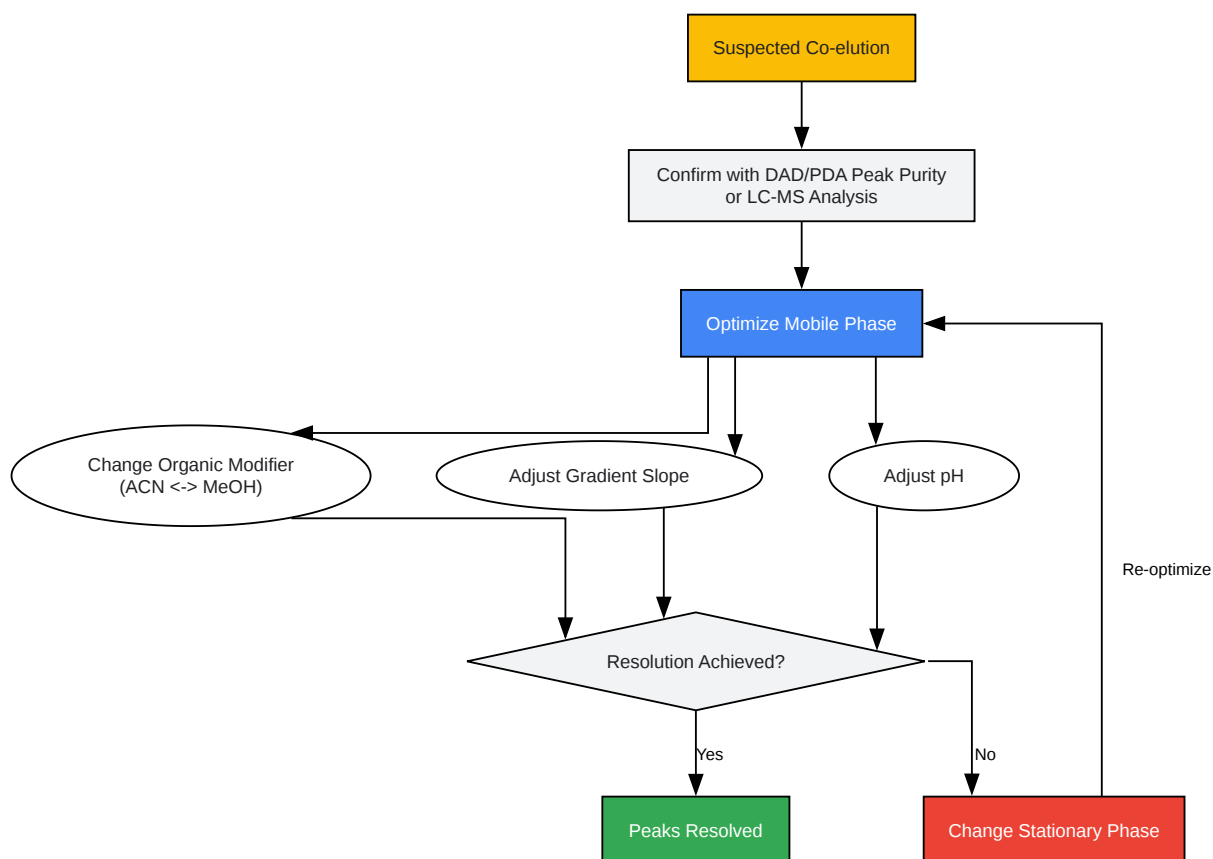 Suspected Co-elution
Confirm with DAD/PDA Peak Purity
or LC-MS Analysis
Optimize Mobile Phase
Change Organic Modifier
(ACN <-> MeOH)
Adjust Gradient Slope
Adjust pH
Re-optimize
Resolution Achieved?
Yes
No
Peaks Resolved
Change Stationary Phase